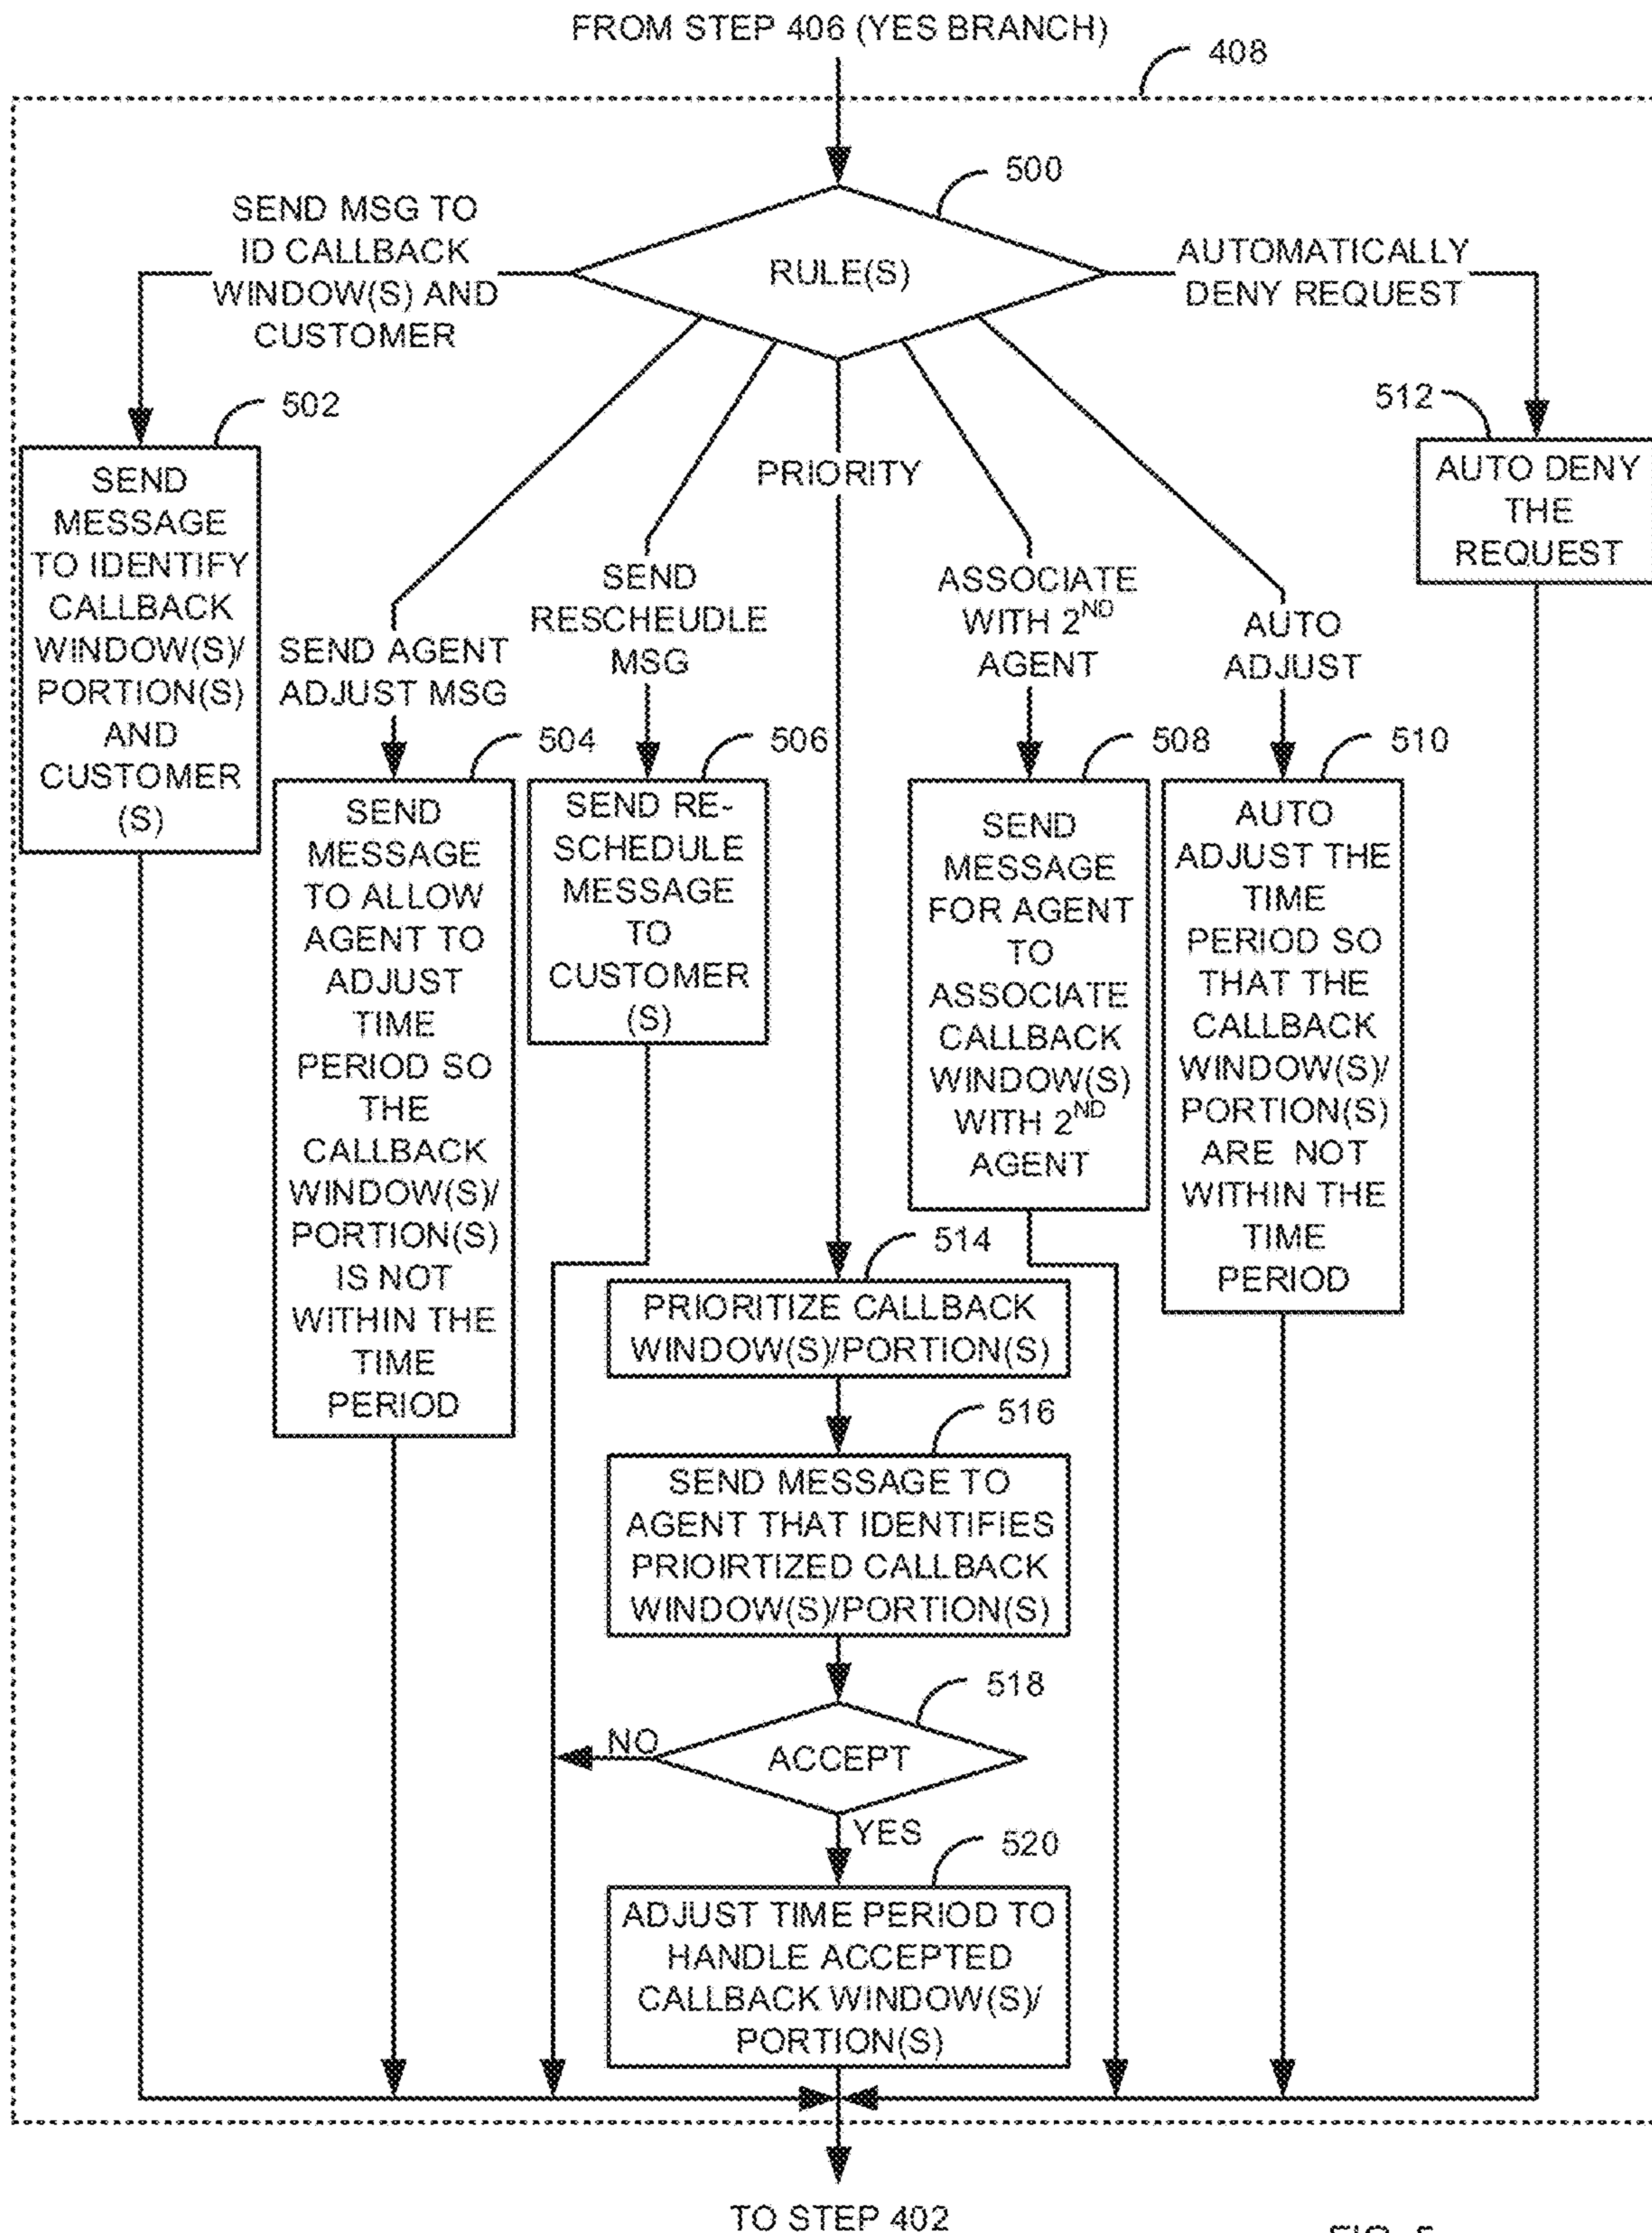 FROM STEP 406 (YES BRANCH)
408
500
RULE(S)
SEND MSG TO
ID CALLBACK
WINDOW(S) AND
CUSTOMER
AUTOMATICALLY
DENY REQUEST
502
SEND
MESSAGE
TO IDENTIFY
CALLBACK
WINDOW(S)/
PORTION(S)
AND
CUSTOMER
(S)
512
AUTO DENY
THE
REQUEST
PRIORITY
SEND AGENT
ADJUST MSG
SEND
RESCHEUDLE
MSG
ASSOCIATE
WITH 2ND
AGENT
AUTO
ADJUST
504
SEND
MESSAGE
TO ALLOW
AGENT TO
ADJUST
TIME
PERIOD SO
THE
CALLBACK
WINDOW(S)/
PORTION(S)
IS NOT
WITHIN THE
TIME
PERIOD
506
SEND RE-
SCHEDULE
MESSAGE
TO
CUSTOMER
(S)
508
SEND
MESSAGE
FOR AGENT
TO
ASSOCIATE
CALLBACK
WINDOW(S)
WITH 2ND
AGENT
510
AUTO
ADJUST THE
TIME
PERIOD SO
THAT THE
CALLBACK
WINDOW(S)/
PORTION(S)
ARE NOT
WITHIN THE
TIME
PERIOD
514
PRIORITIZE CALLBACK
WINDOW(S)/PORTION(S)
516
SEND MESSAGE TO
AGENT THAT IDENTIFIES
PRIOIRTIZED CALLBACK
WINDOW(S)/PORTION(S)
518
ACCEPT
NO
YES
520
ADJUST TIME PERIOD TO
HANDLE ACCEPTED
CALLBACK WINDOW(S)/
PORTION(S)
TO STEP 402
FIG. 5